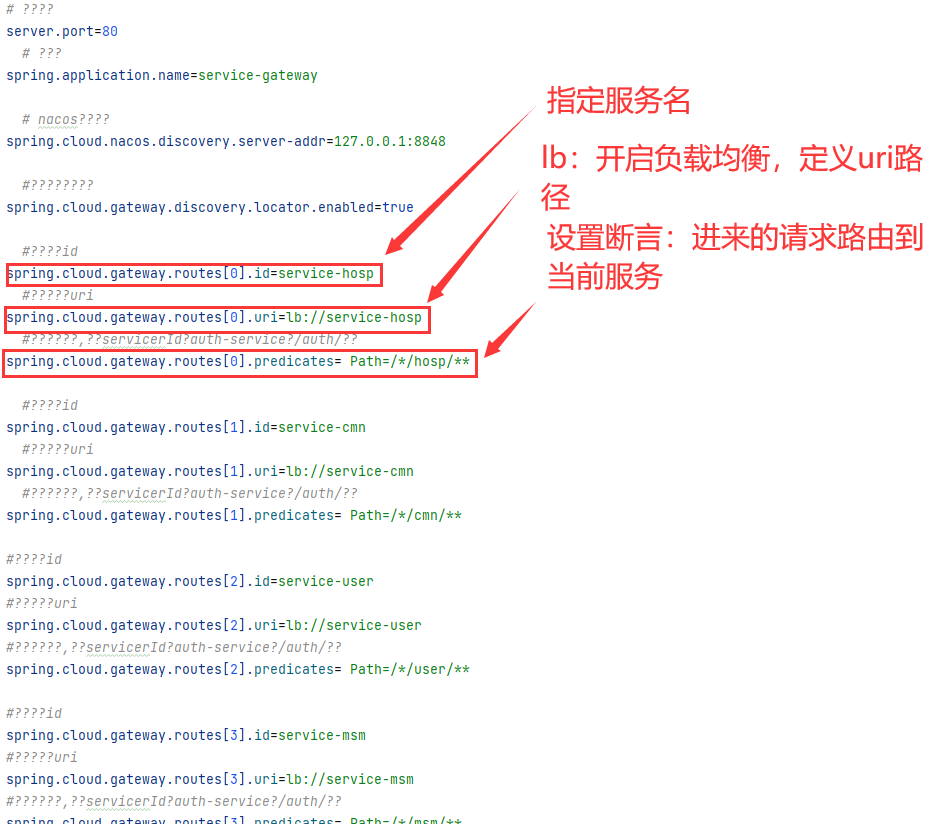 # ????
server.port=80
# ???
spring.application.name=service-gateway
指定服务名
# nacos????
spring.cloud.nacos.discovery.server-addr=127.0.0.1:8848
lb：开启负载均衡，定义uri路
径
#????????
spring.cloud.gateway.discovery.locator.enabled=true
设置断言：进来的请求路由到
当前服务
#????id
spring.cloud.gateway.routes[0].id=service-hosp
#?????uri
spring.cloud.gateway.routes[0].uri=lb://service-hosp
#??????,??servicerId?auth-service?/auth/??
spring.cloud.gateway.routes[0].predicates= Path=/*/hosp/**
#????id
spring.cloud.gateway.routes[1].id=service-cmn
#?????uri
spring.cloud.gateway.routes[1].uri=lb://service-cmn
#??????,??servicerId?auth-service?/auth/??
spring.cloud.gateway.routes[1].predicates= Path=/*/cmn/**
#????id
spring.cloud.gateway.routes[2].id=service-user
#?????uri
spring.cloud.gateway.routes[2].uri=lb://service-user
#??????,??servicerId?auth-service?/auth/??
spring.cloud.gateway.routes[2].predicates= Path=/*/user/**
#????id
spring.cloud.gateway.routes[3].id=service-msm
#?????uri
spring.cloud.gateway.routes[3].uri=lb://service-msm
#??????,??servicerId?auth-service?/auth/??
spring.cloud.gateway.routes[3].predicates= Path=/*/msm/**